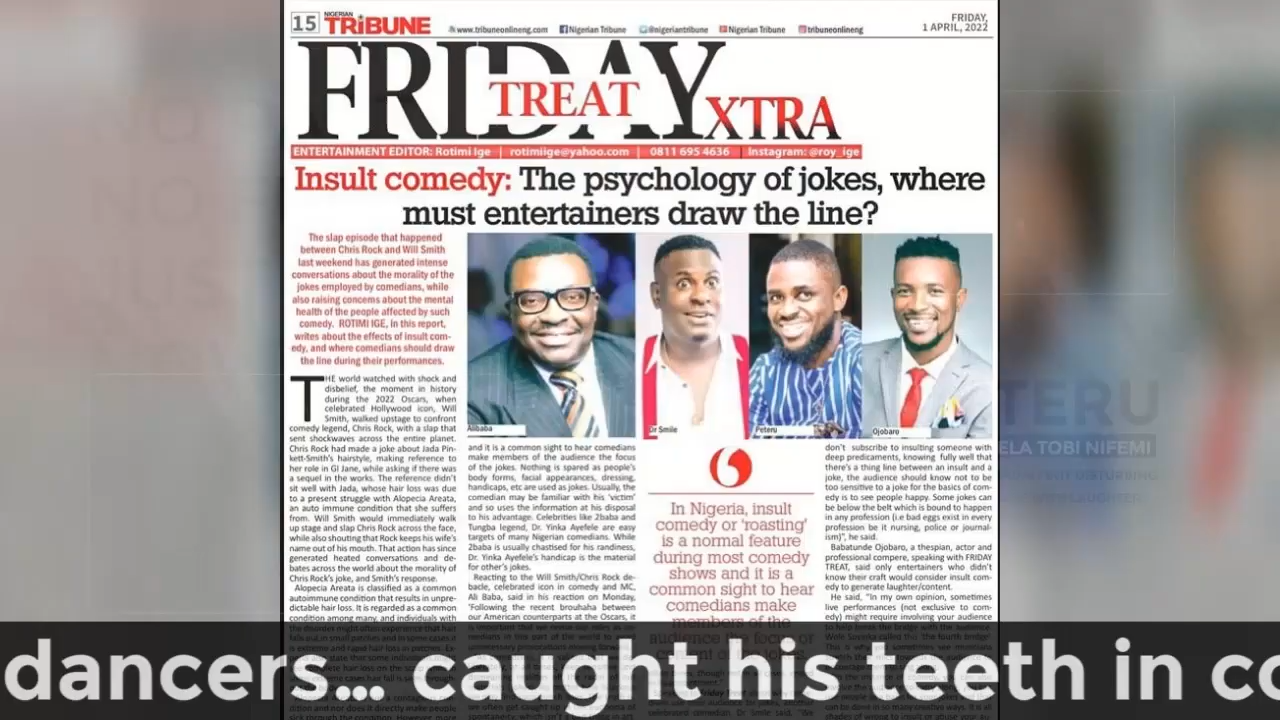 15
NIGERIAN
TRIBUNE
www.tribuneonlineng.com
Nigerian Tribune
@nigeriantribune
Nigerian Tribune
tribuneonlineng
FRIDAY,
1 APRIL, 2022
FRIDAY
TREAT
XTRA
ENTERTAINMENT EDITOR: Rotimi Ige | rotimiige@yahoo.com | 0811 695 4636 | Instagram: @roy_ige
Insult comedy: The psychology of jokes, where
must entertainers draw the line?
The slap episode that happened
between Chris Rock and Will Smith
last weekend has generated intense
conversations about the morality of the
jokes employed by comedians, while
also raising concerns about the mental
health of the people affected by such
comedy. ROTIMI IGE, in this report,
writes about the effects of insult com-
edy, and where comedians should draw
the line during their performances.
Alibaba
Dr Smile
Peteru
Ojobaro
THE world watched with shock and
disbelief, the moment in history
during the 2022 Oscars, when
celebrated Hollywood icon, Will
Smith, walked upstage to confront
comedy legend, Chris Rock, with a slap that
sent shockwaves across the entire planet.
Chris Rock had made a joke about Jada Pin-
kett-Smith's hairstyle, making reference to
her role in GI Jane, while asking if there was
a sequel in the works. The reference didn't
sit well with Jada, whose hair loss was due
to a present struggle with Alopecia Areata,
an auto immune condition that she suffers
from. Will Smith would immediately walk
up stage and slap Chris Rock across the face,
while also shouting that Rock keeps his wife's
name out of his mouth. That action has since
generated heated conversations and de-
bates across the world about the morality of
Chris Rock's joke, and Smith's response.
Alopecia Areata is classified as a common
autoimmune condition that results in unpre-
dictable hair loss. It is regarded as a common
condition among many, and individuals with
and it is a common sight to hear comedians
make members of the audience the focus
of the jokes. Nothing is spared as people's
body forms, facial appearances, dressing,
handicaps, etc are used as jokes. Usually, the
comedian may be familiar with his 'victim'
and so uses the information at his disposal
to his advantage. Celebrities like 2baba and
Tungba legend, Dr. Yinka Ayefele are easy
targets of many Nigerian comedians. While
2baba is usually chastised for his randiness,
Dr. Yinka Ayefele's handicap is the material
for other's jokes.
Reacting to the Will Smith/Chris Rock de-
bacle, celebrated icon in comedy and MC,
Ali Baba, said in his reaction on Monday,
"Following the recent brouhaha between
our American counterparts at the Oscars, it
In Nigeria, insult
comedy or 'roasting'
is a normal feature
during most comedy
shows and it is a
common sight to hear
comedians make
members of the
audience the focus or
don't subscribe to insulting someone with
deep predicaments, knowing fully well that
there's a thing line between an insult and a
joke, the audience should know not to be
too sensitive to a joke for the basics of com-
edy is to see people happy. Some jokes can
be below the belt which is bound to happen
in any profession (i.e bad eggs exist in every
profession be it nursing, police or journal-
ism)", he said.
Babatunde Ojobaro, a thespian, actor and
professional compere, speaking with FRIDAY
TREAT, said only entertainers who didn't
know their craft would consider insult com-
edy to generate laughter/content.
He said, "In my own opinion, sometimes
live performances (not exclusive to com-
edy) might require involving your audience
TERU
ELA TOBI NIFEMI
dancers... caught his teeth in co